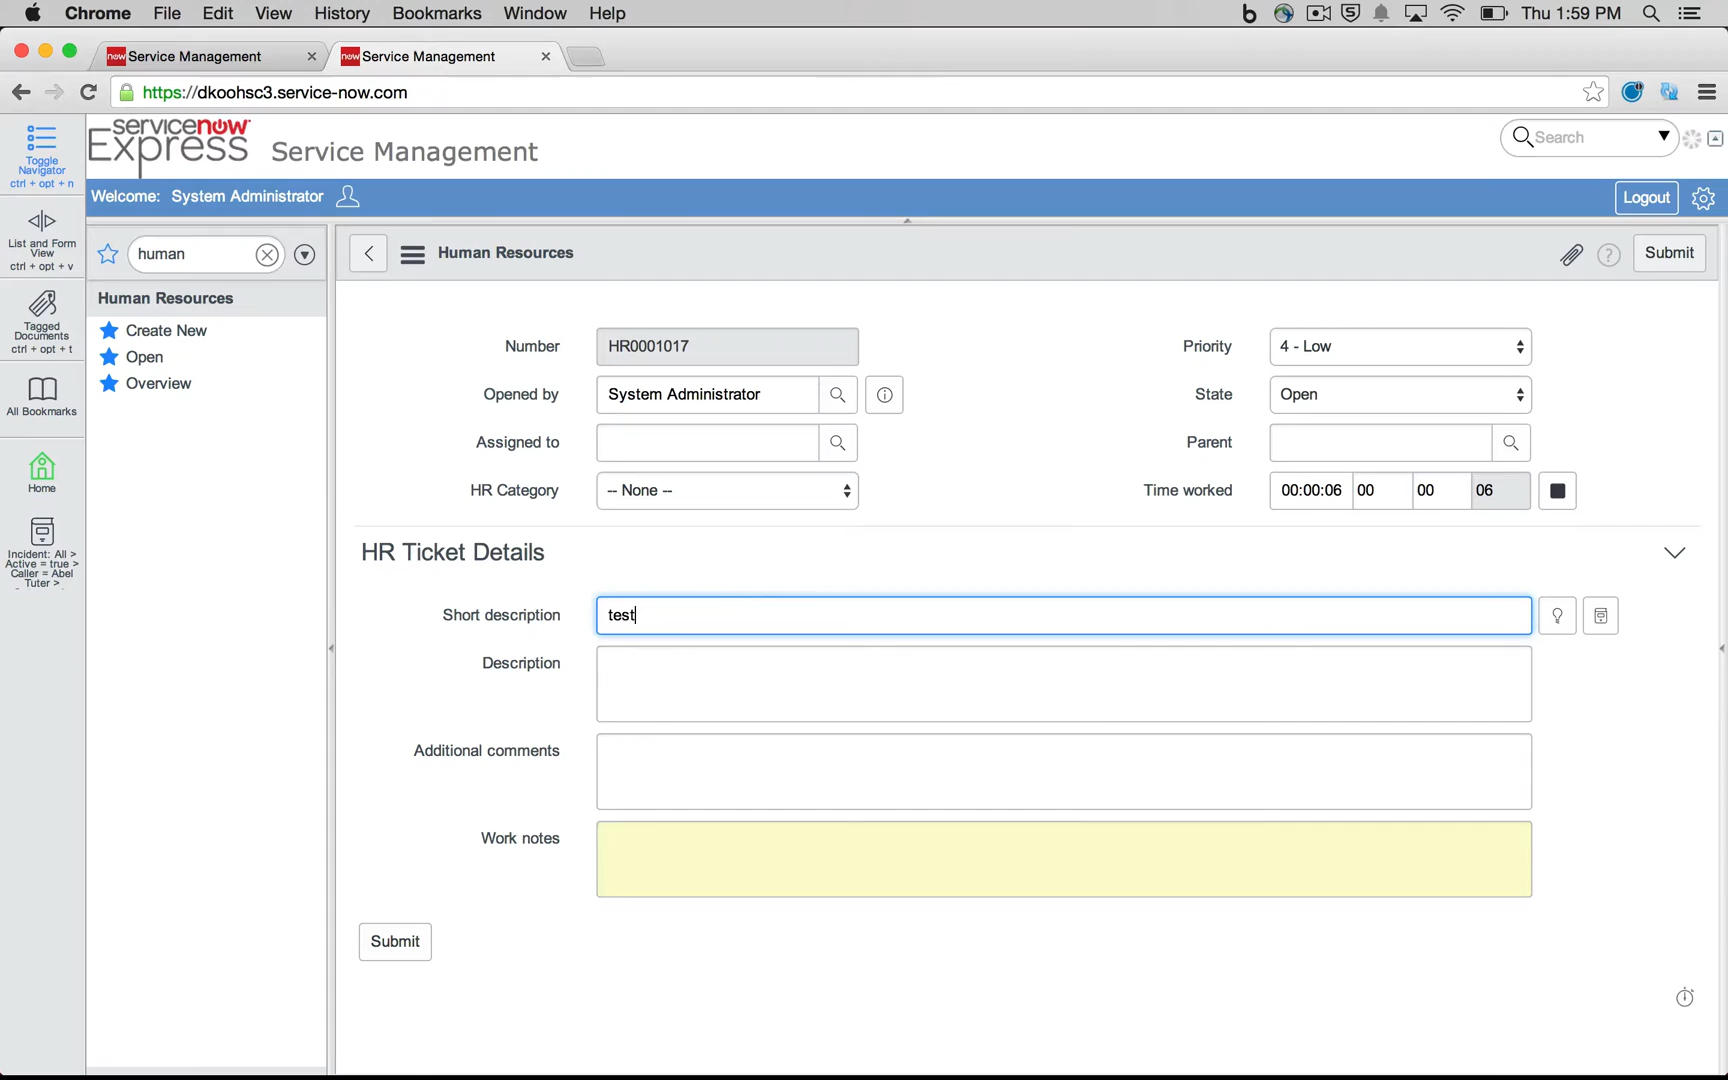 Chrome File Edit View History Bookmarks Window Help Thu 1:59 PM
now Service Management now Service Management
https://dkoohsc3.service-now.com
servicenow
Express Service Management
Search
Welcome: System Administrator
Logout
Toggle
Navigator
ctrl + opt + n
List and Form
View
ctrl + opt + v
Tagged
Documents
ctrl + opt + t
All Bookmarks
Home
Incident: All >
Active = true >
Caller = Abel
Tuter >
human
Human Resources
Create New
Open
Overview
Human Resources
Submit
Number HR0001017
Priority 4 - Low
Opened by System Administrator
State Open
Assigned to
Parent
HR Category -- None --
Time worked 00:00:06 00 00 06
HR Ticket Details
Short description test
Description
Additional comments
Work notes
Submit